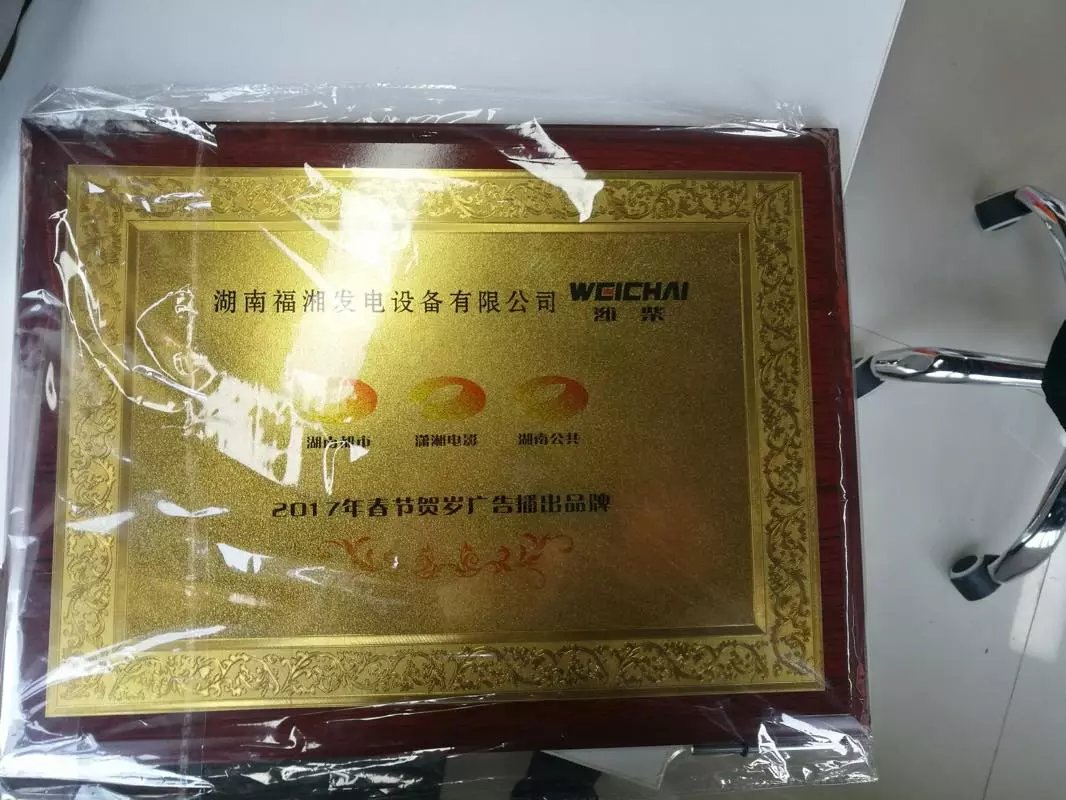 湖南福湘发电设备有限公司 WEICHAI
潍柴
湖南都市 潇湘电影 湖南公共
2017年春节贺岁广告播出品牌